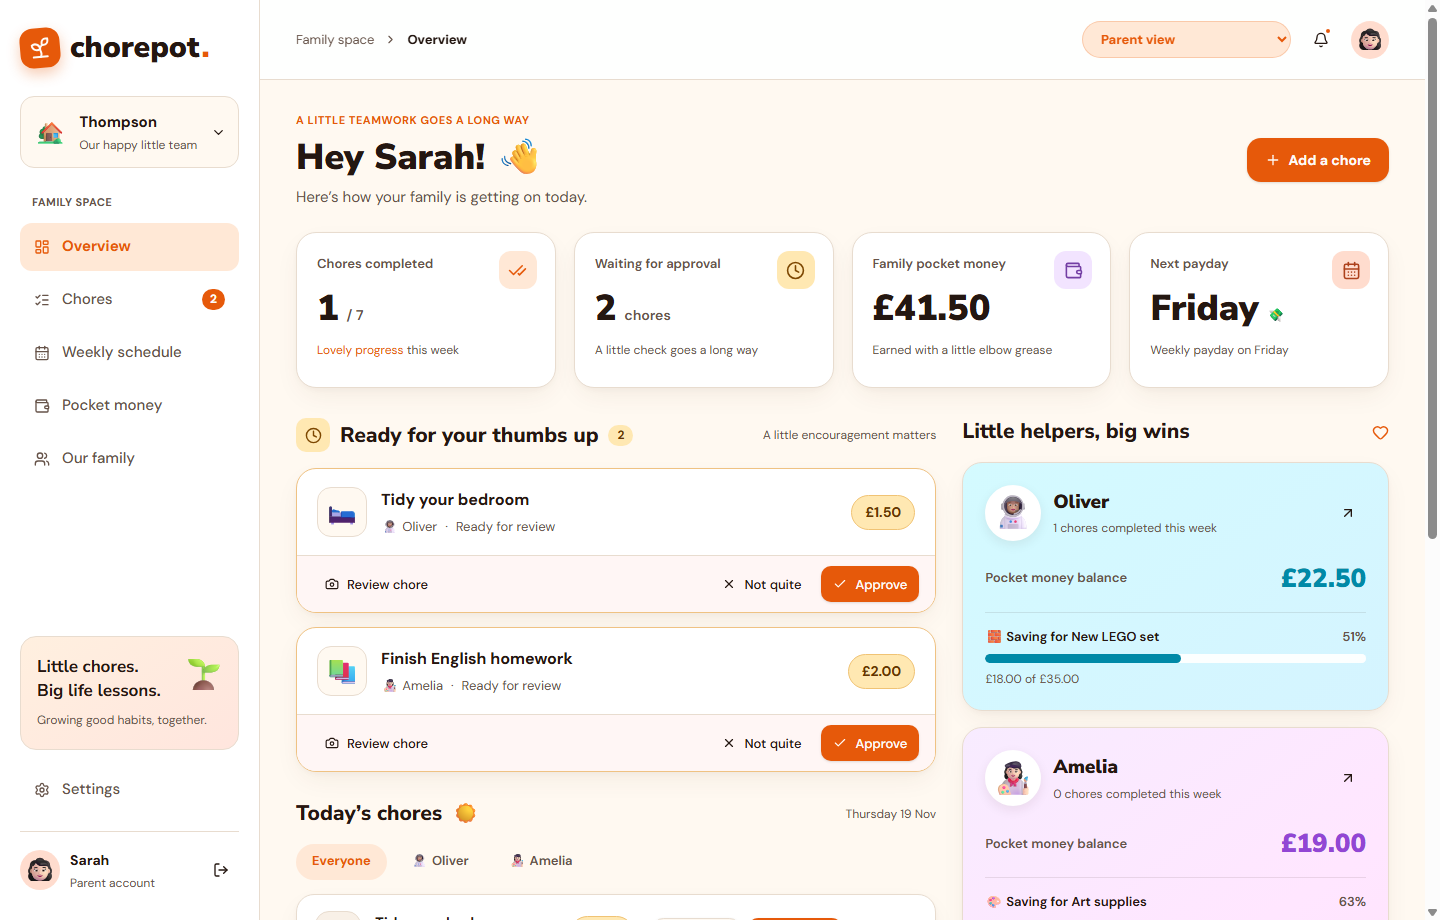 chorepot.
Thompson
Our happy little team
FAMILY SPACE
Overview
Chores
2
Weekly schedule
Pocket money
Our family
Little chores.
Big life lessons.
Growing good habits, together.
Settings
Sarah
Parent account
Family space
Overview
Parent view
A LITTLE TEAMWORK GOES A LONG WAY
Hey Sarah!
Here’s how your family is getting on today.
+ Add a chore
Chores completed
1 / 7
Lovely progress this week
Waiting for approval
2 chores
A little check goes a long way
Family pocket money
£41.50
Earned with a little elbow grease
Next payday
Friday
Weekly payday on Friday
Ready for your thumbs up
2
A little encouragement matters
Tidy your bedroom
Oliver · Ready for review
£1.50
Review chore
Not quite
Approve
Finish English homework
Amelia · Ready for review
£2.00
Review chore
Not quite
Approve
Today’s chores
Thursday 19 Nov
Everyone
Oliver
Amelia
Little helpers, big wins
Oliver
1 chores completed this week
Pocket money balance
£22.50
Saving for New LEGO set
51%
£18.00 of £35.00
Amelia
0 chores completed this week
Pocket money balance
£19.00
Saving for Art supplies
63%